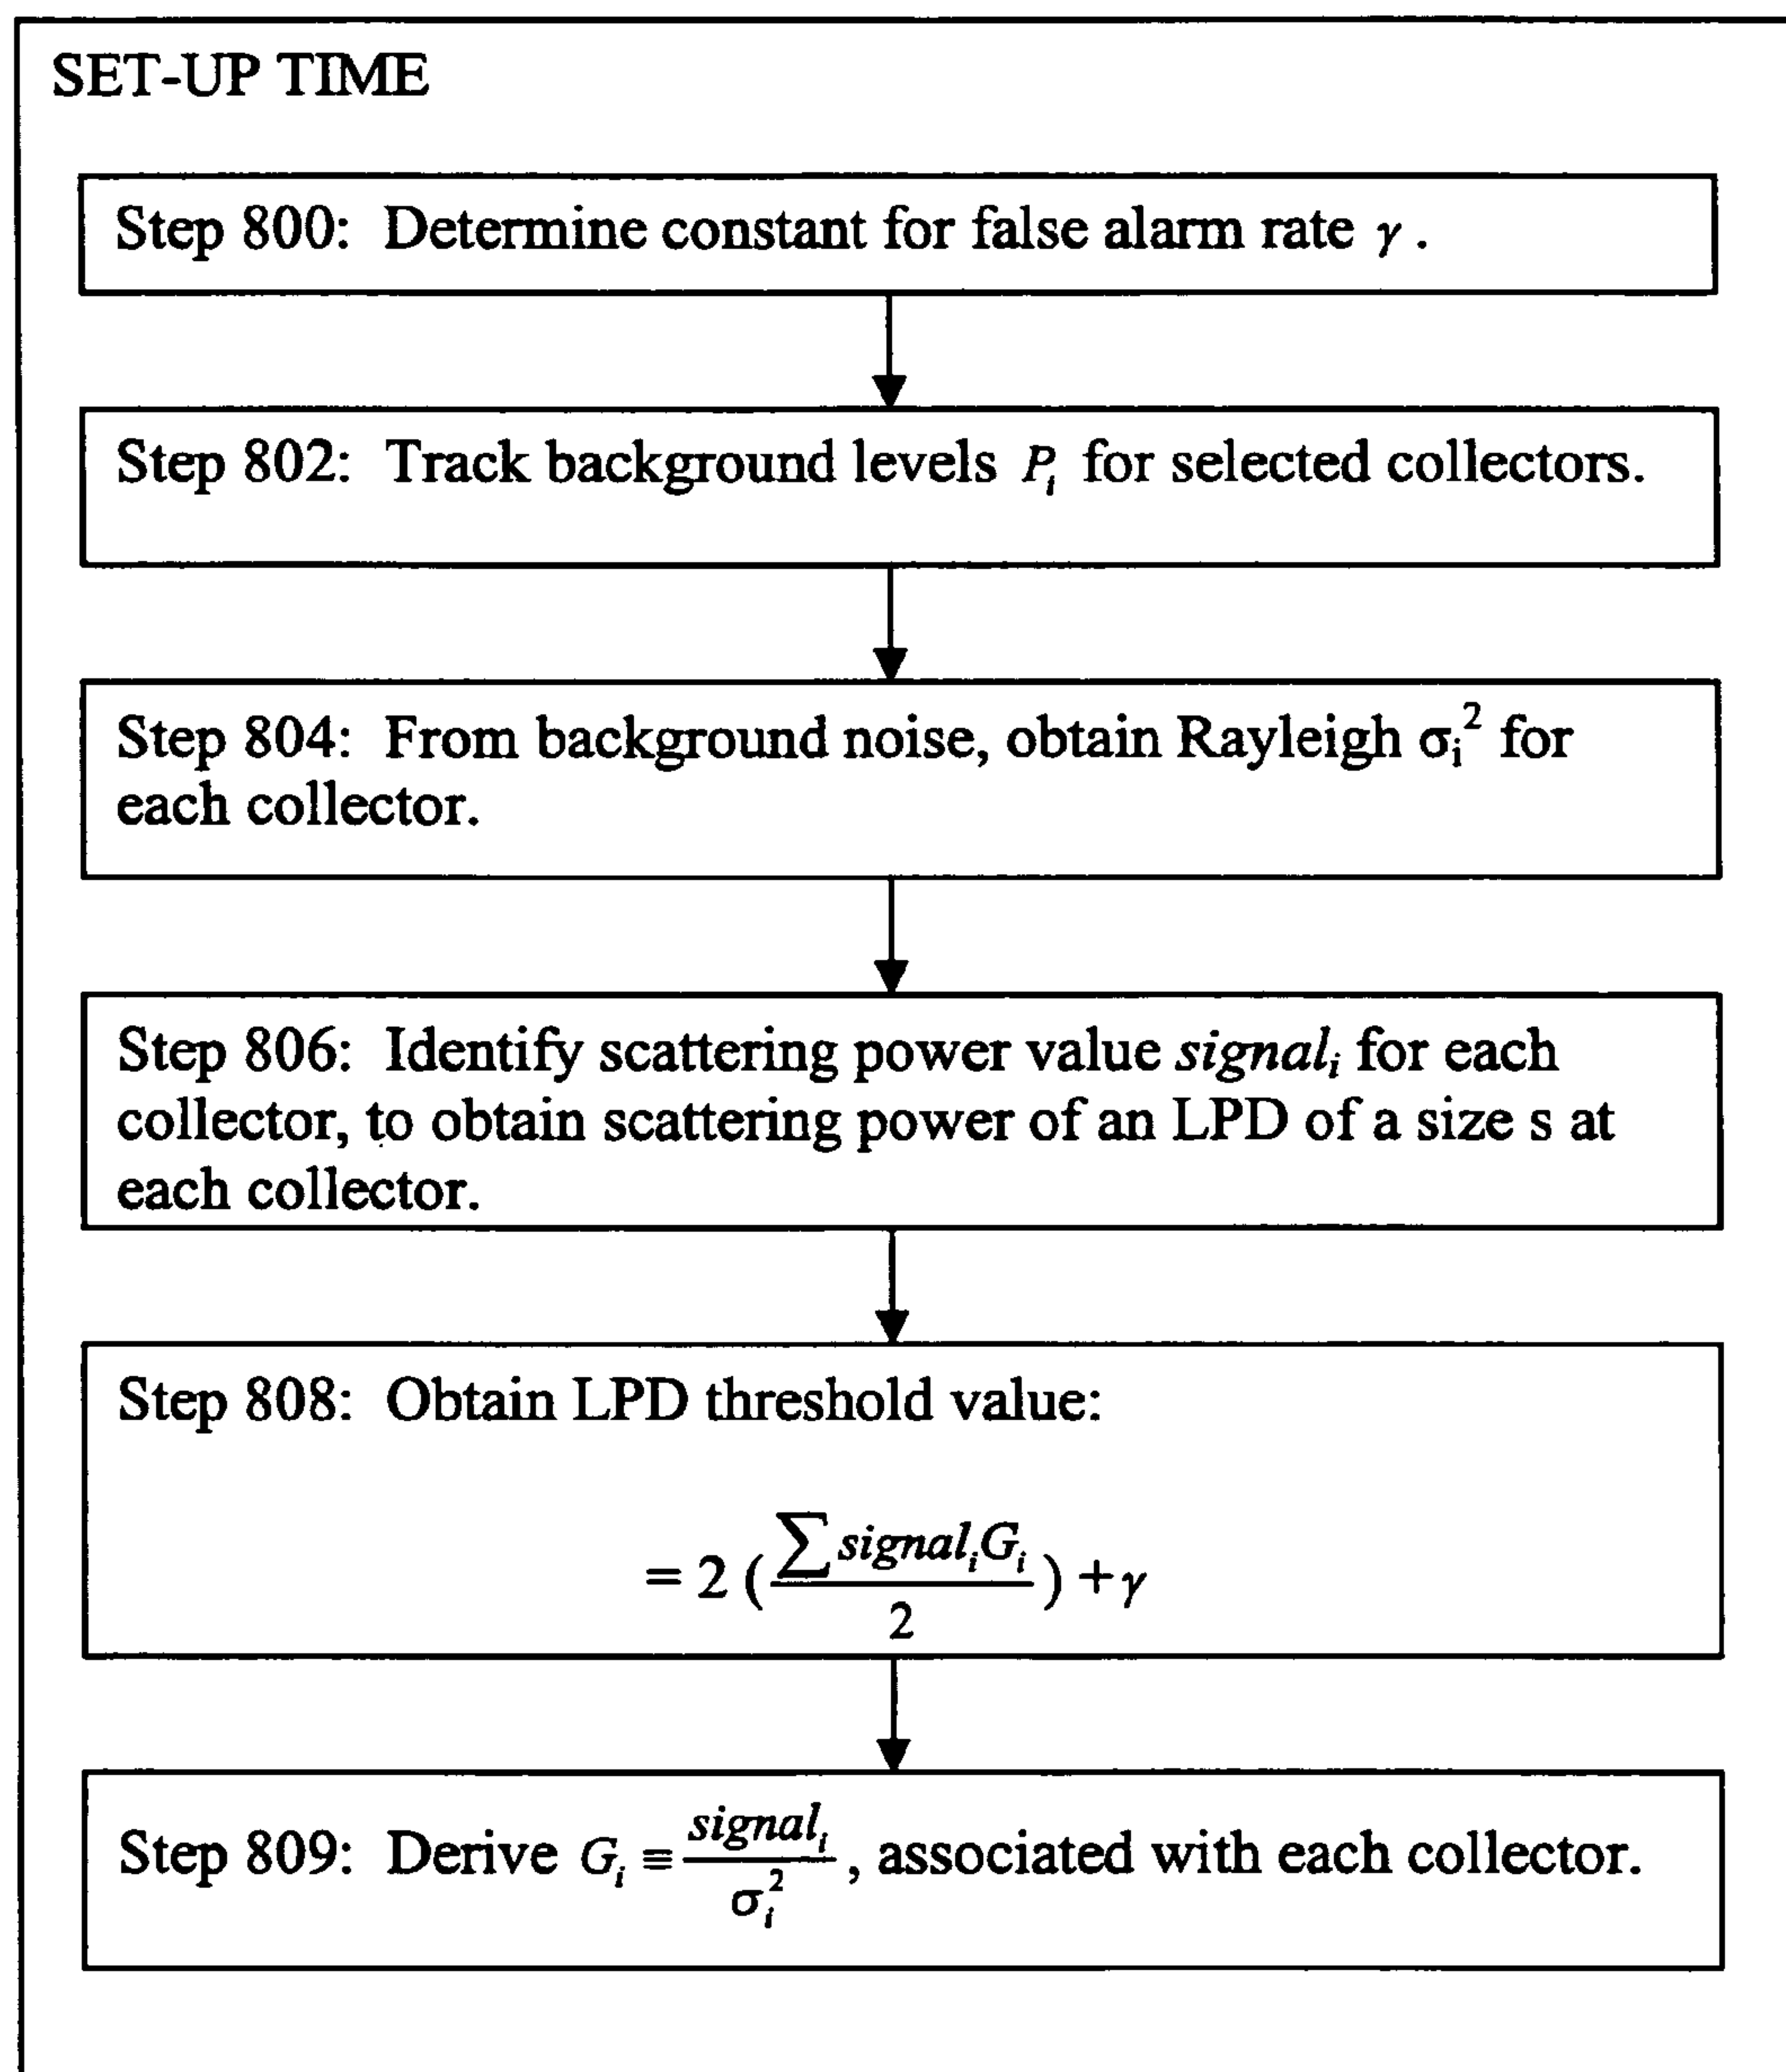 SET-UP TIME
Step 800: Determine constant for false alarm rate γ .
Step 802: Track background levels P_i for selected collectors.
Step 804: From background noise, obtain Rayleigh σ_i^2 for
each collector.
Step 806: Identify scattering power value signal_i for each
collector, to obtain scattering power of an LPD of a size s at
each collector.
Step 808: Obtain LPD threshold value:
= 2 (∑ signal_i G_i / 2) + γ
Step 809: Derive G_i ≡ signal_i / σ_i^2 , associated with each collector.